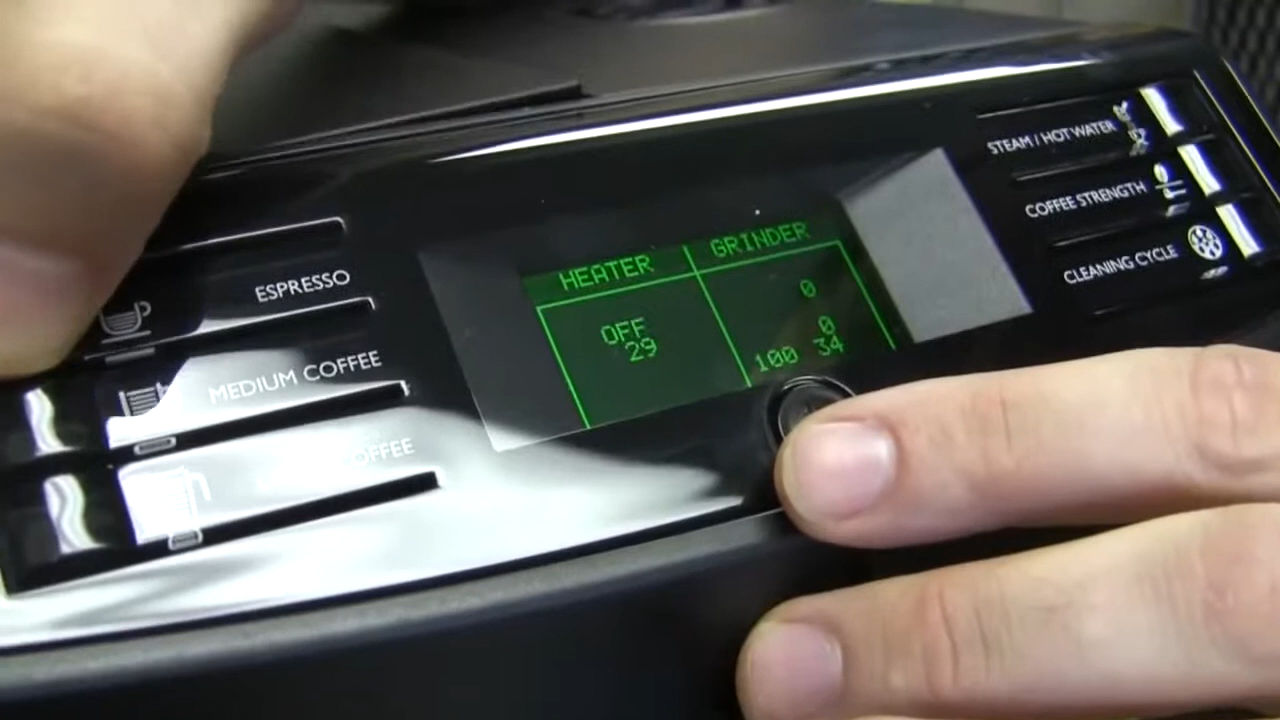 ESPRESSO
MEDIUM COFFEE
OFFEE
HEATER GRINDER
OFF
29
0
0
100 34
STEAM / HOT WATER
COFFEE STRENGTH
CLEANING CYCLE